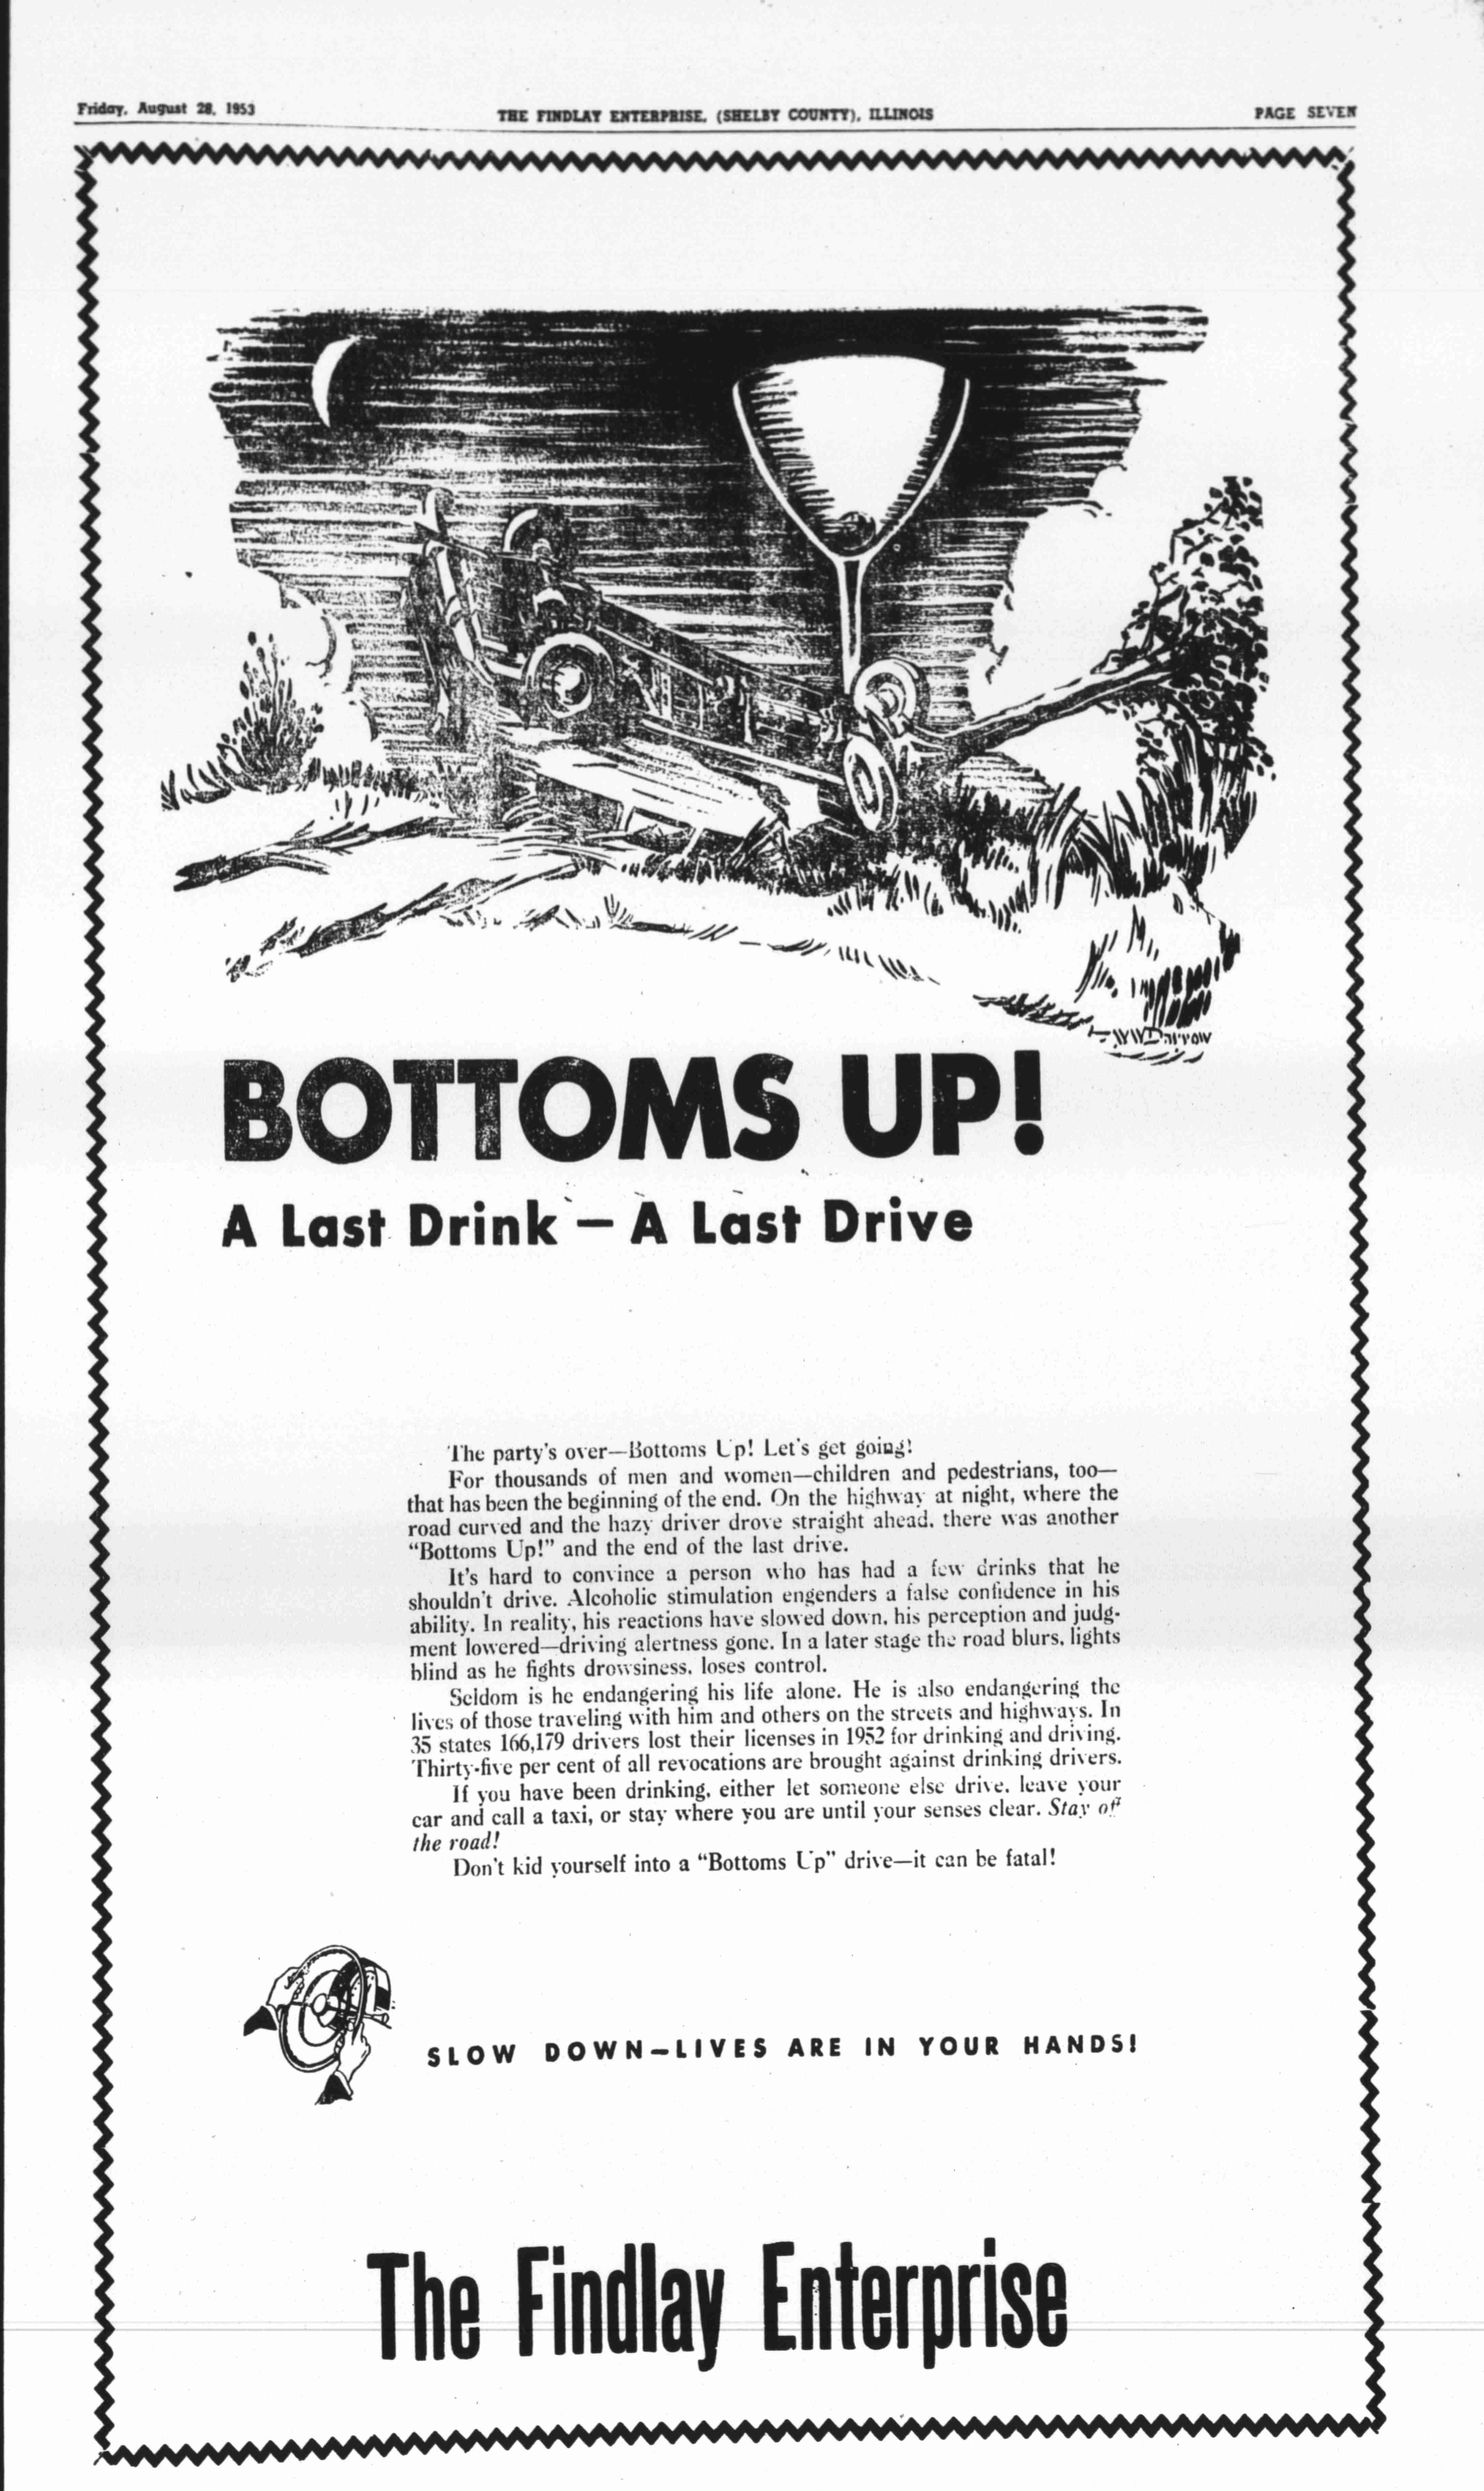 Friday, August 28, 1953
THE FINDLAY ENTERPRISE, (SHELBY COUNTY), ILLINOIS
PAGE SEVEN
BOTTOMS UP!
A Last Drink — A Last Drive
The party's over—Bottoms Up! Let's get going!
For thousands of men and women—children and pedestrians, too—
that has been the beginning of the end. On the highway at night, where the
road curved and the hazy driver drove straight ahead, there was another
“Bottoms Up!” and the end of the last drive.
It's hard to convince a person who has had a few drinks that he
shouldn't drive. Alcoholic stimulation engenders a false confidence in his
ability. In reality, his reactions have slowed down, his perception and judg-
ment lowered—driving alertness gone. In a later stage the road blurs, lights
blind as he fights drowsiness, loses control.
Seldom is he endangering his life alone. He is also endangering the
lives of those traveling with him and others on the streets and highways. In
35 states 166,179 drivers lost their licenses in 1952 for drinking and driving.
Thirty-five per cent of all revocations are brought against drinking drivers.
If you have been drinking, either let someone else drive, leave your
car and call a taxi, or stay where you are until your senses clear. Stay off
the road!
Don't kid yourself into a “Bottoms Up” drive—it can be fatal!
SLOW DOWN—LIVES ARE IN YOUR HANDS!
The Findlay Enterprise